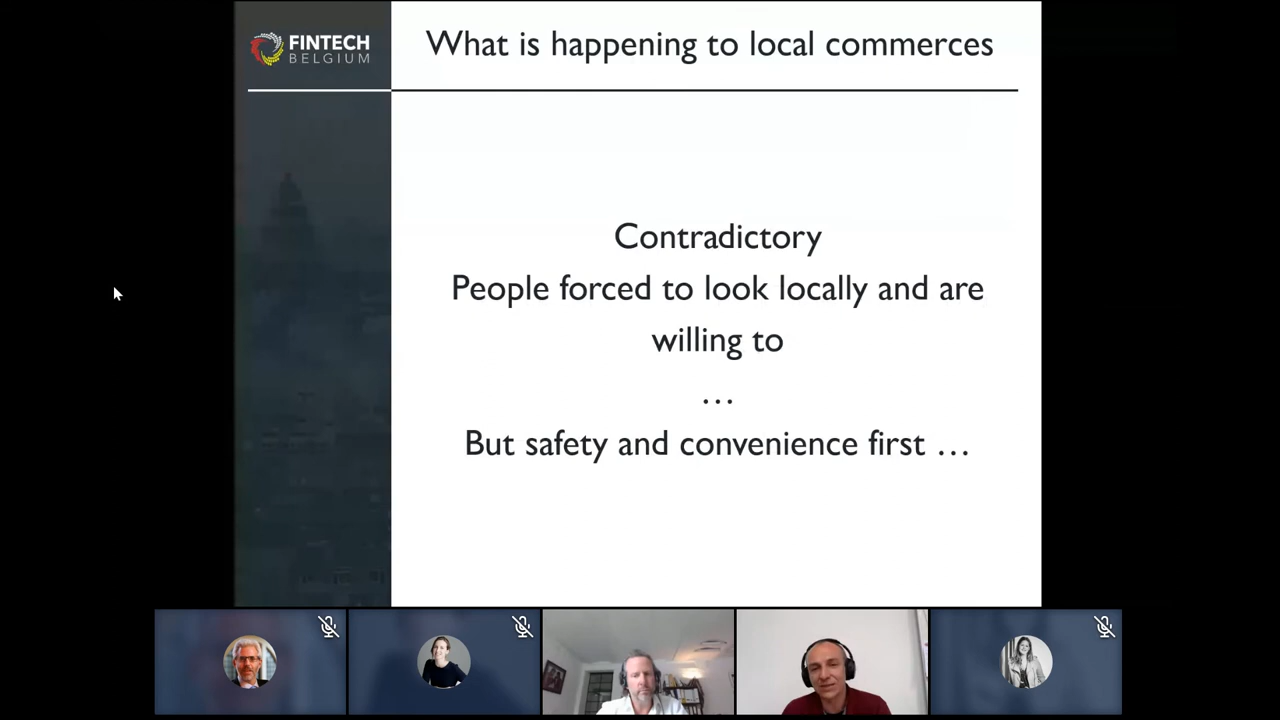 FINTECH
BELGIUM
What is happening to local commerces
Contradictory
People forced to look locally and are
willing to
…
But safety and convenience first …